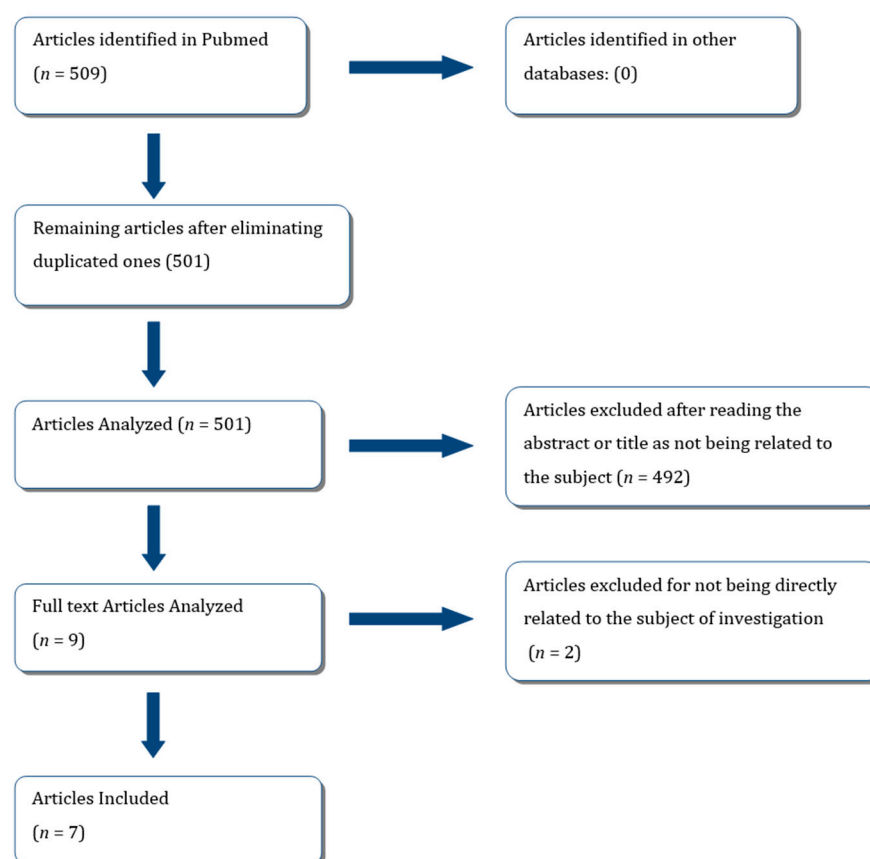 Articles identified in Pubmed
(n = 509)
Articles identified in other
databases: (0)
Remaining articles after eliminating
duplicated ones (501)
Articles Analyzed (n = 501)
Articles excluded after reading the
abstract or title as not being related to
the subject (n = 492)
Full text Articles Analyzed
(n = 9)
Articles excluded for not being directly
related to the subject of investigation
(n = 2)
Articles Included
(n = 7)